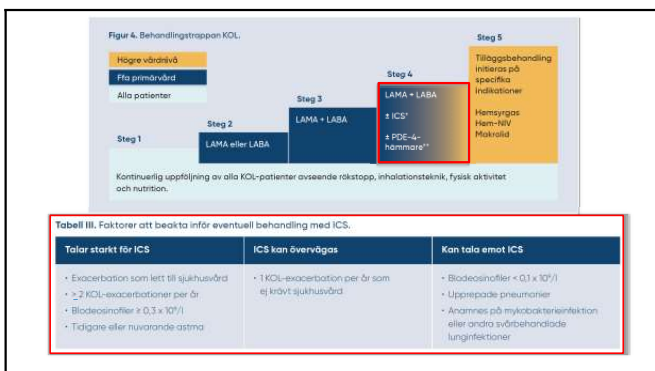 Figur 4. Behandlingstrappan KOL.
Högre vårdnivå
Ffa primärvård
Alla patienter
Steg 1
Steg 2
LAMA eller LABA
Steg 3
LAMA + LABA
Steg 4
LAMA + LABA
± ICS*
± PDE-4-
hämmare**
Steg 5
Tilläggsbehandling
initieras på
specifika
indikationer
Hemsyrgas
Hem-NIV
Makrolid
Kontinuerlig uppföljning av alla KOL-patienter avseende rökstopp, inhalationsteknik, fysisk aktivitet
och nutrition.
Tabell III. Faktorer att beakta inför eventuell behandling med ICS.
Talar starkt för ICS
• Exacerbation som lett till sjukhusvård
• ≥ 2 KOL-exacerbationer per år
• Blodeosinofiler ≥ 0,3 x 10⁹/l
• Tidigare eller nuvarande astma
ICS kan övervägas
• 1 KOL-exacerbation per år som
ej krävt sjukhusvård
Kan tala emot ICS
• Blodeosinofiler < 0,1 x 10⁹/l
• Upprepade pneumonier
• Anamnes på mykobakterieinfektion
eller andra svårbehandlade
lunginfektioner